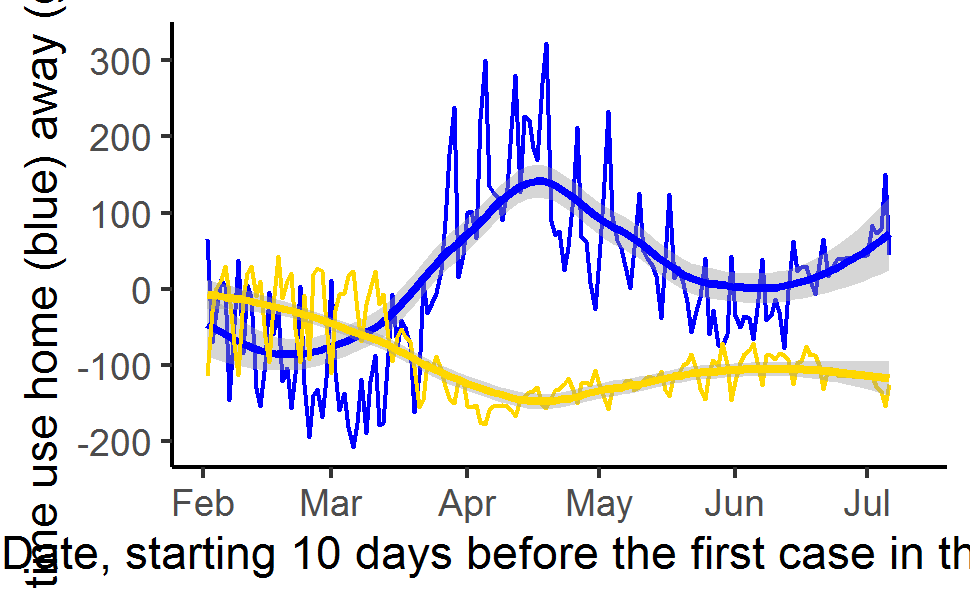 time use home (blue) away (
300
200
100
0
-100
-200
Feb Mar Apr May Jun Jul
Date, starting 10 days before the first case in th